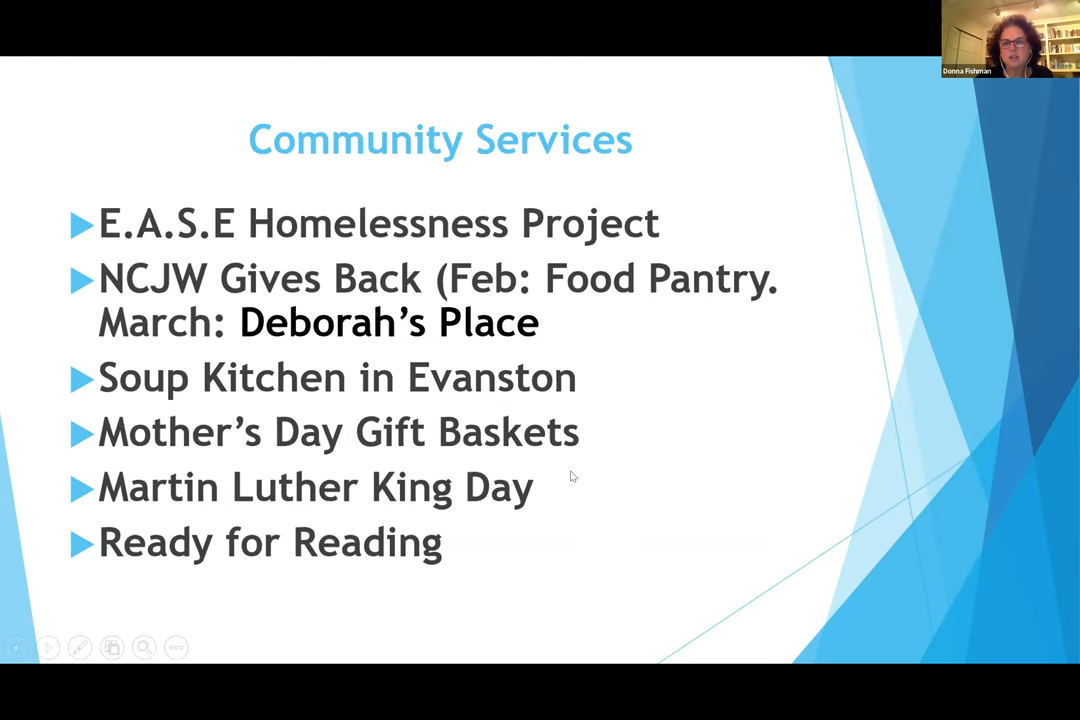 Donna Fishman
Community Services
E.A.S.E Homelessness Project
NCJW Gives Back (Feb: Food Pantry.
March: Deborah’s Place
Soup Kitchen in Evanston
Mother’s Day Gift Baskets
Martin Luther King Day
Ready for Reading